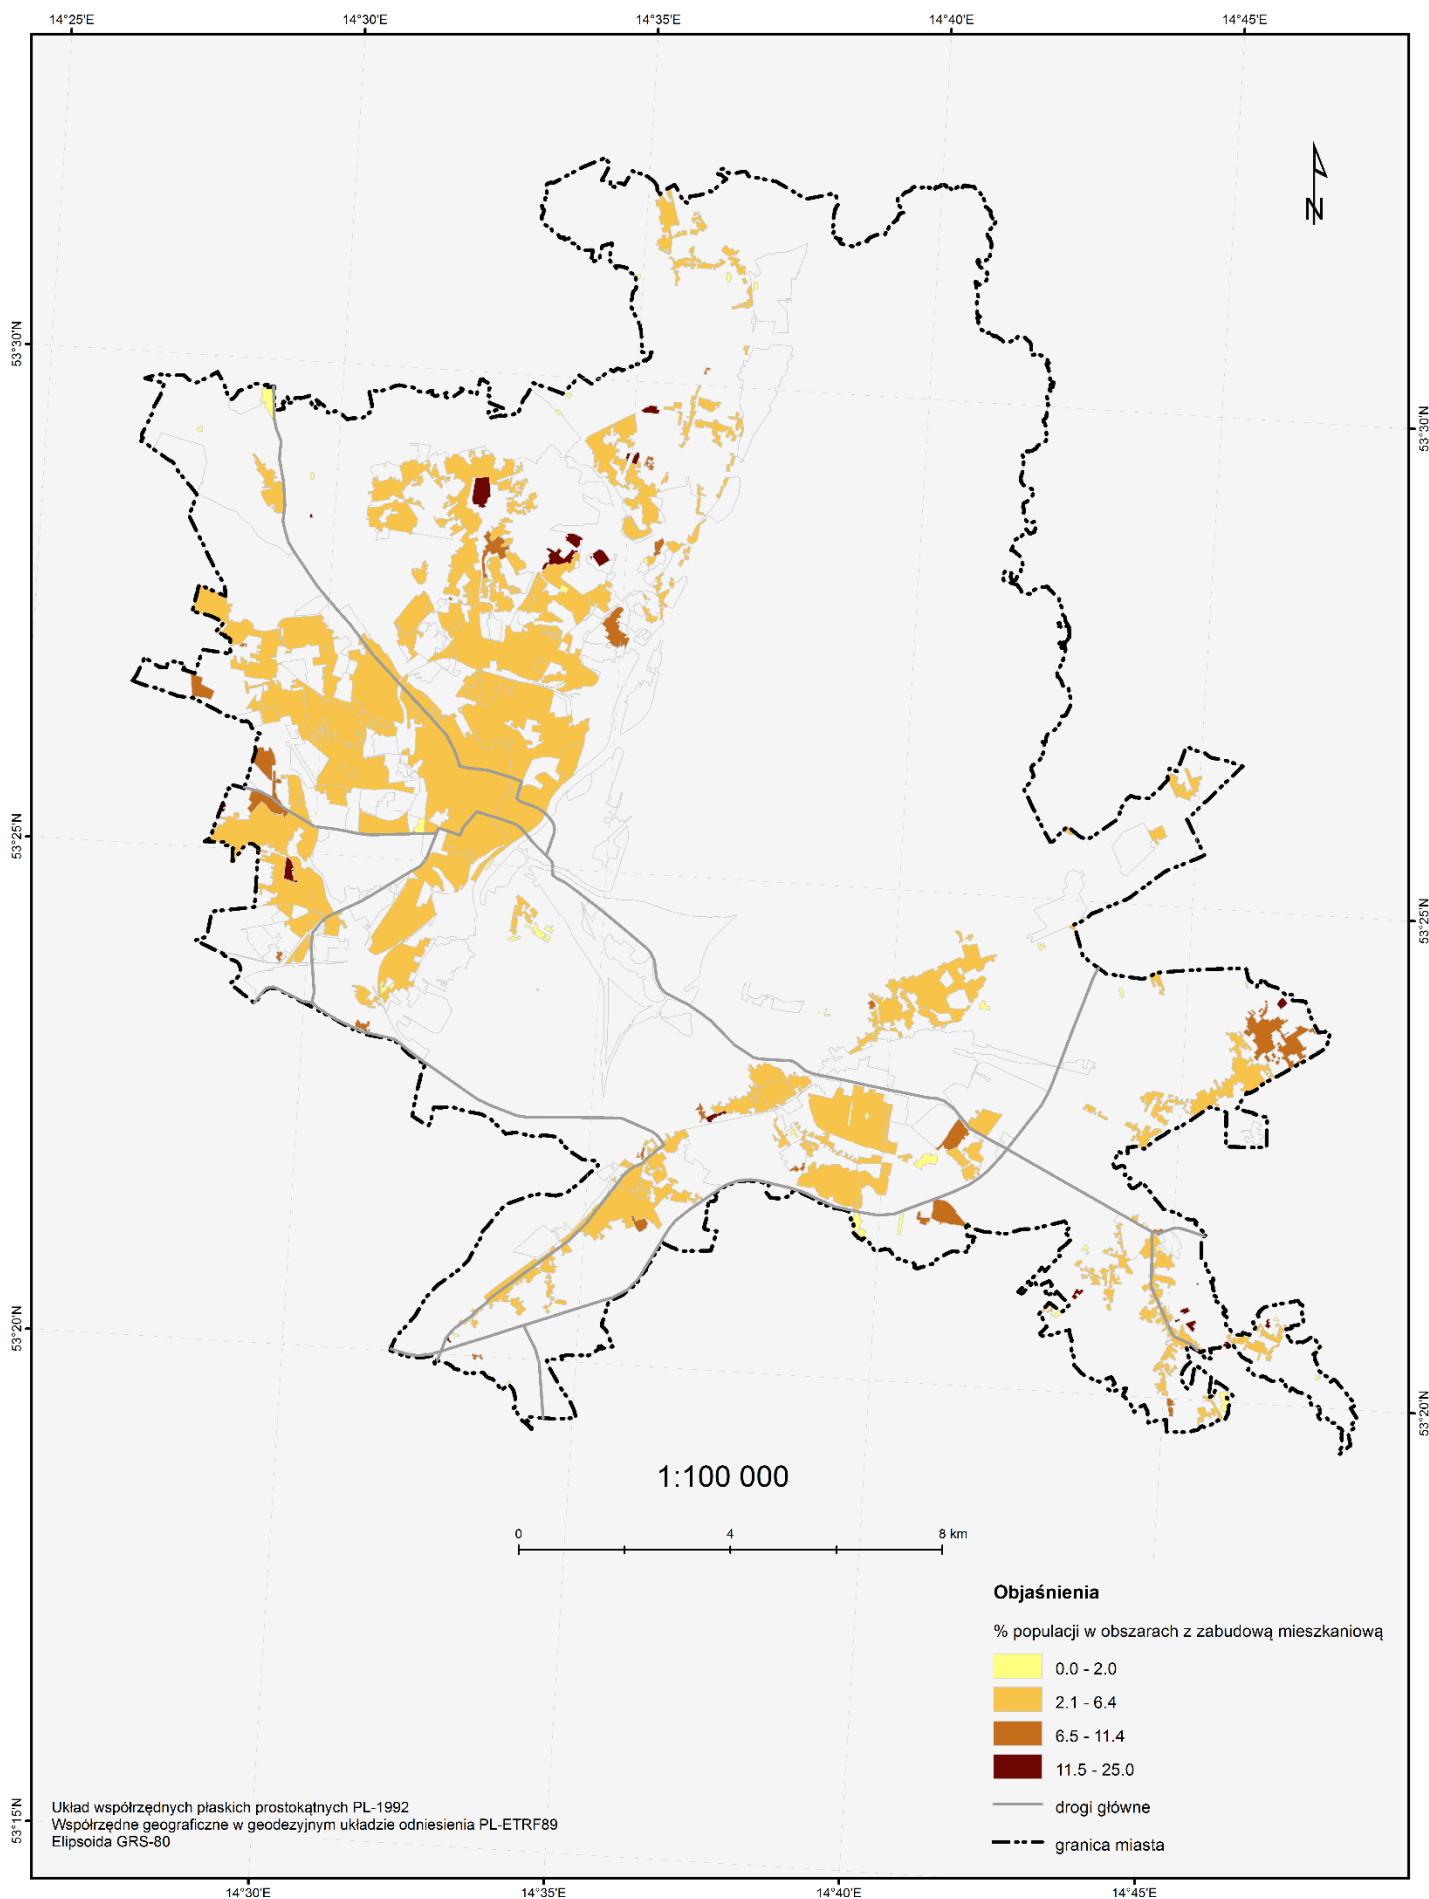 14°25'E 14°30'E 14°35'E 14°40'E 14°45'E
N
53°30'N
53°30'N
53°25'N
53°25'N
53°20'N
53°20'N
1:100 000
0 4 8 km
Objaśnienia
% populacji w obszarach z zabudową mieszkaniową
0.0 - 2.0
2.1 - 6.4
6.5 - 11.4
11.5 - 25.0
drogi główne
granica miasta
53°15'N
Układ współrzędnych płaskich prostokątnych PL-1992
Współrzędne geograficzne w geodezyjnym układzie odniesienia PL-ETRF89
Elipsoida GRS-80
14°30'E 14°35'E 14°40'E 14°45'E